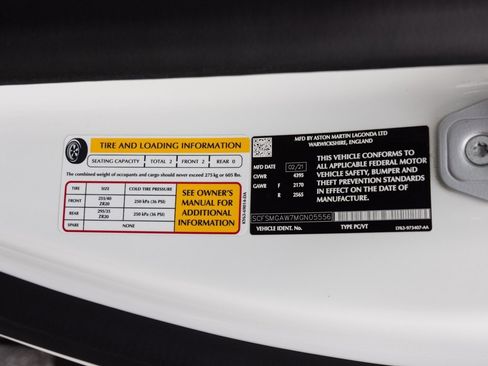 TIRE AND LOADING INFORMATION
SEATING CAPACITY TOTAL 2 FRONT 2 REAR 0
The combined weight of occupants and cargo should never exceed 275 kg or 605 lbs.
TIRE SIZE COLD TIRE PRESSURE
FRONT 255/40 ZR20 250 kPa (36 PSI)
REAR 295/35 ZR20 250 kPa (36 PSI)
SPARE NONE
SEE OWNER'S
MANUAL FOR
ADDITIONAL
INFORMATION
MFD BY ASTON MARTIN LAGONDA LTD
WARWICKSHIRE, ENGLAND
DATE 02/21
GVWR 4395
GAWR F 2170
R 2565
THIS VEHICLE CONFORMS TO
ALL APPLICABLE FEDERAL MOTOR
VEHICLE SAFETY, BUMPER AND
THEFT PREVENTION STANDARDS
IN EFFECT ON THE DATE OF
MANUFACTURE.
SCFSMGAW7MGN05556
VEHICLE IDENT No. TYPE PC/VT LY63-973407-AA